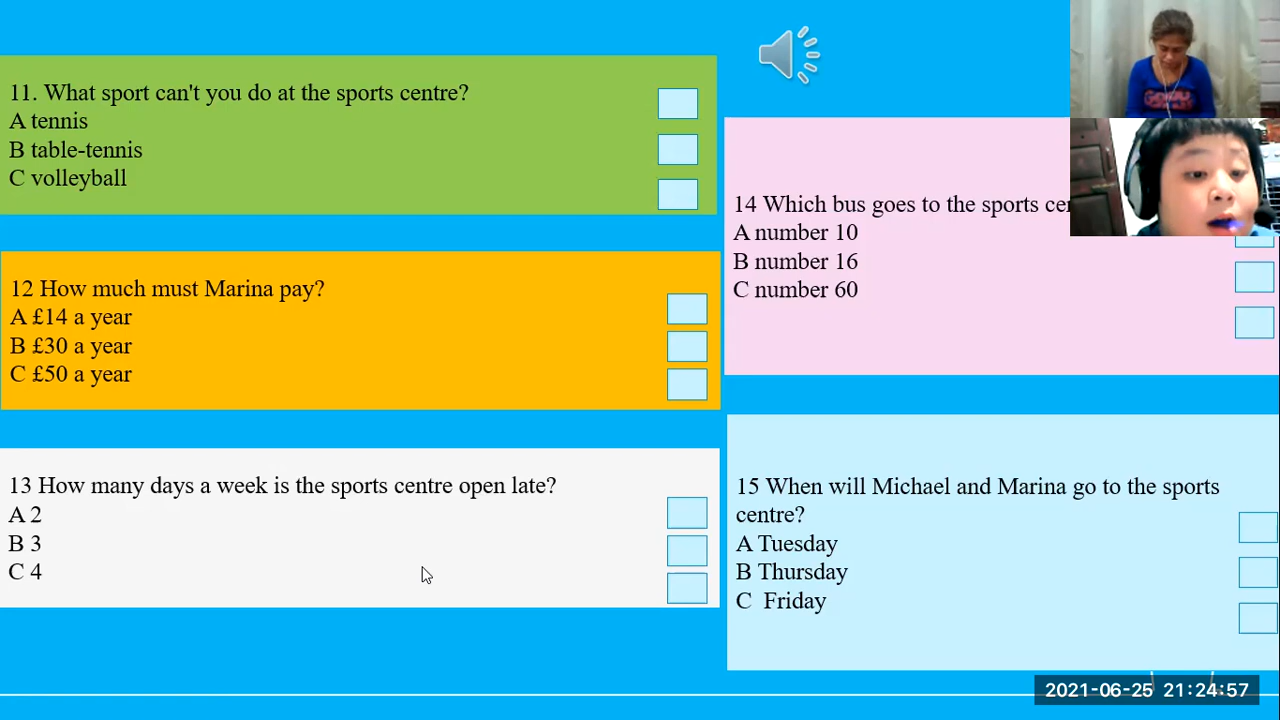 11. What sport can't you do at the sports centre?
A tennis
B table-tennis
C volleyball
12 How much must Marina pay?
A £14 a year
B £30 a year
C £50 a year
13 How many days a week is the sports centre open late?
A 2
B 3
C 4
14 Which bus goes to the sports
A number 10
B number 16
C number 60
15 When will Michael and Marina go to the sports
centre?
A Tuesday
B Thursday
C Friday
2021-06-25 21:24:57